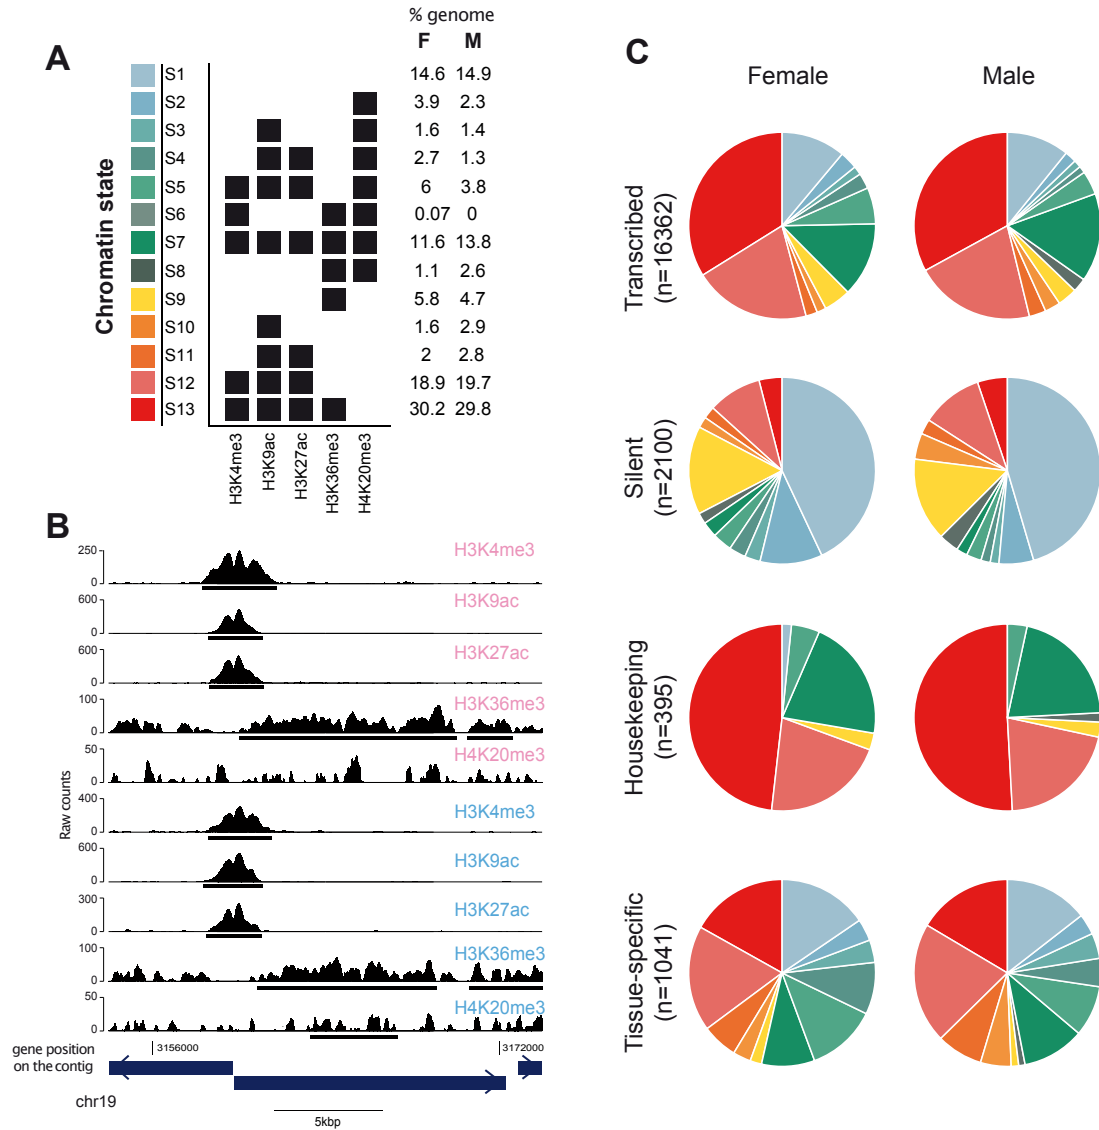 A
% genome
F M
Chromatin state
S1 14.6 14.9
S2 3.9 2.3
S3 1.6 1.4
S4 2.7 1.3
S5 6 3.8
S6 0.07 0
S7 11.6 13.8
S8 1.1 2.6
S9 5.8 4.7
S10 1.6 2.9
S11 2 2.8
S12 18.9 19.7
S13 30.2 29.8
H3K4me3
H3K9ac
H3K27ac
H3K36me3
H4K20me3
B
Raw counts
250
0
H3K4me3
600
0
H3K9ac
600
0
H3K27ac
100
0
H3K36me3
50
0
H4K20me3
400
0
H3K4me3
600
0
H3K9ac
300
0
H3K27ac
100
0
H3K36me3
50
0
H4K20me3
gene position
on the contig
3156000
3172000
chr19
5kbp
C
Female Male
Transcribed
(n=16362)
Silent
(n=2100)
Housekeeping
(n=395)
Tissue-specific
(n=1041)